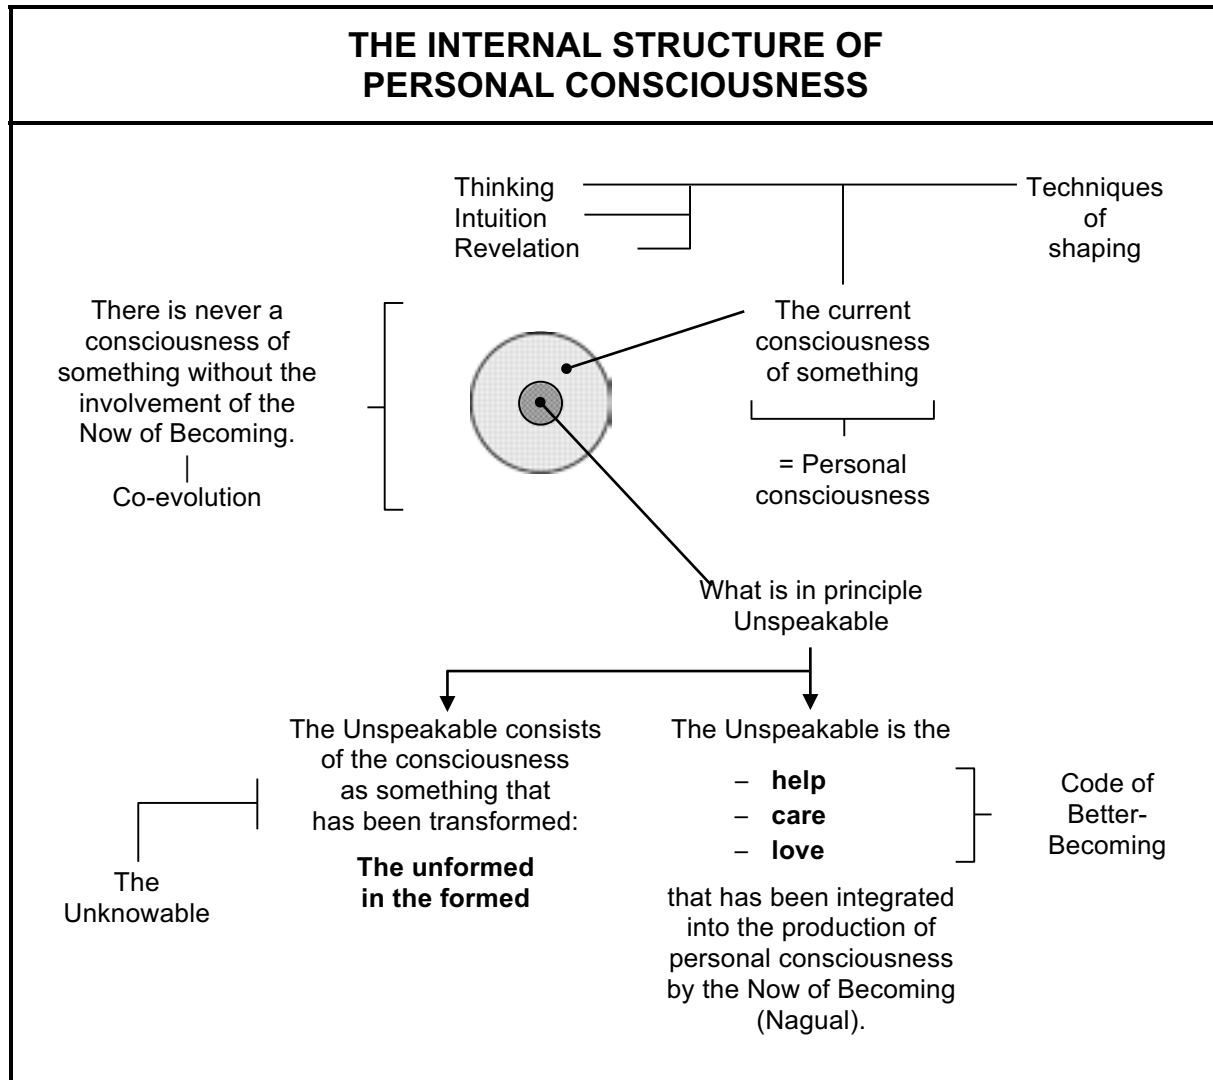 THE INTERNAL STRUCTURE OF
PERSONAL CONSCIOUSNESS
Thinking
Intuition
Revelation
Techniques
of
shaping
There is never a
consciousness of
something without the
involvement of the
Now of Becoming.
Co-evolution
The current
consciousness
of something
= Personal
consciousness
What is in principle
Unspeakable
The Unspeakable consists
of the consciousness
as something that
has been transformed:
The unformed
in the formed
The
Unknowable
The Unspeakable is the
– help
– care
– love
Code of
Better-
Becoming
that has been integrated
into the production of
personal consciousness
by the Now of Becoming
(Nagual).